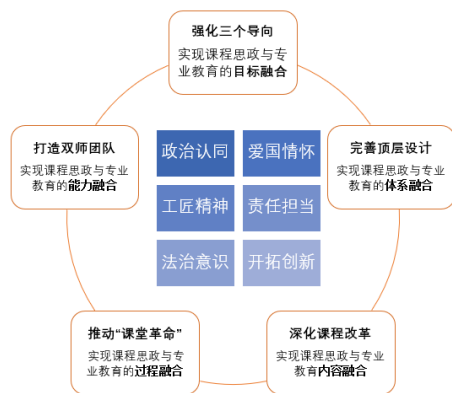 强化三个导向
实现课程思政与专
业教育的目标融合
打造双师团队
实现课程思政与专业
教育的能力融合
政治认同
爱国情怀
完善顶层设计
实现课程思政与专业
教育的体系融合
工匠精神
责任担当
法治意识
开拓创新
推动“课堂革命”
实现课程思政与专
业教育的过程融合
深化课程改革
实现课程思政与专业
教育内容融合